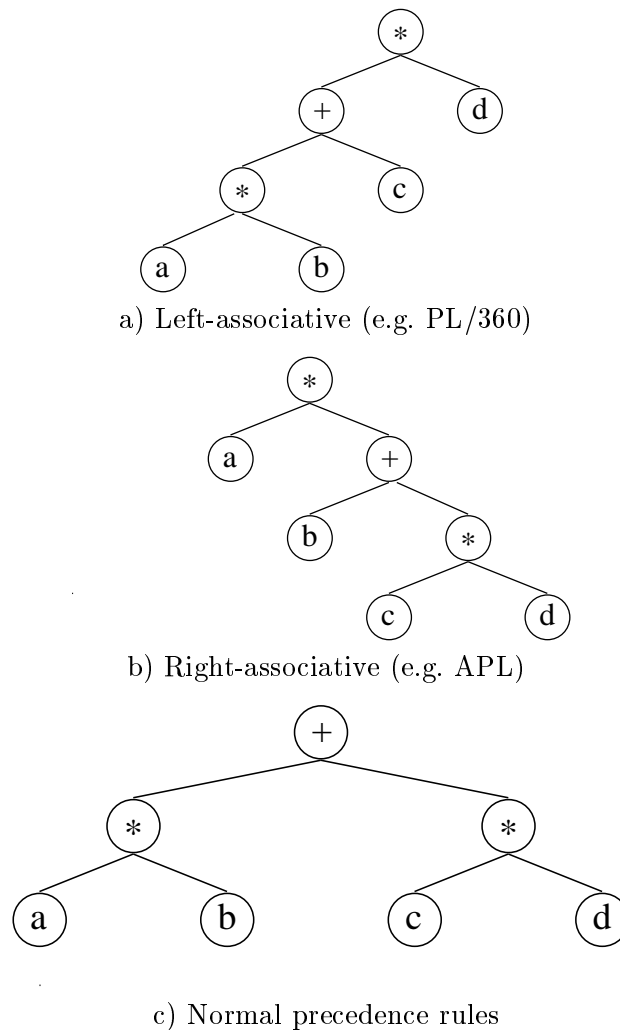 *
+ d
* c
a b
a) Left-associative (e.g. PL/360)
*
a +
b *
c d
b) Right-associative (e.g. APL)
+
* *
a b c d
c) Normal precedence rules